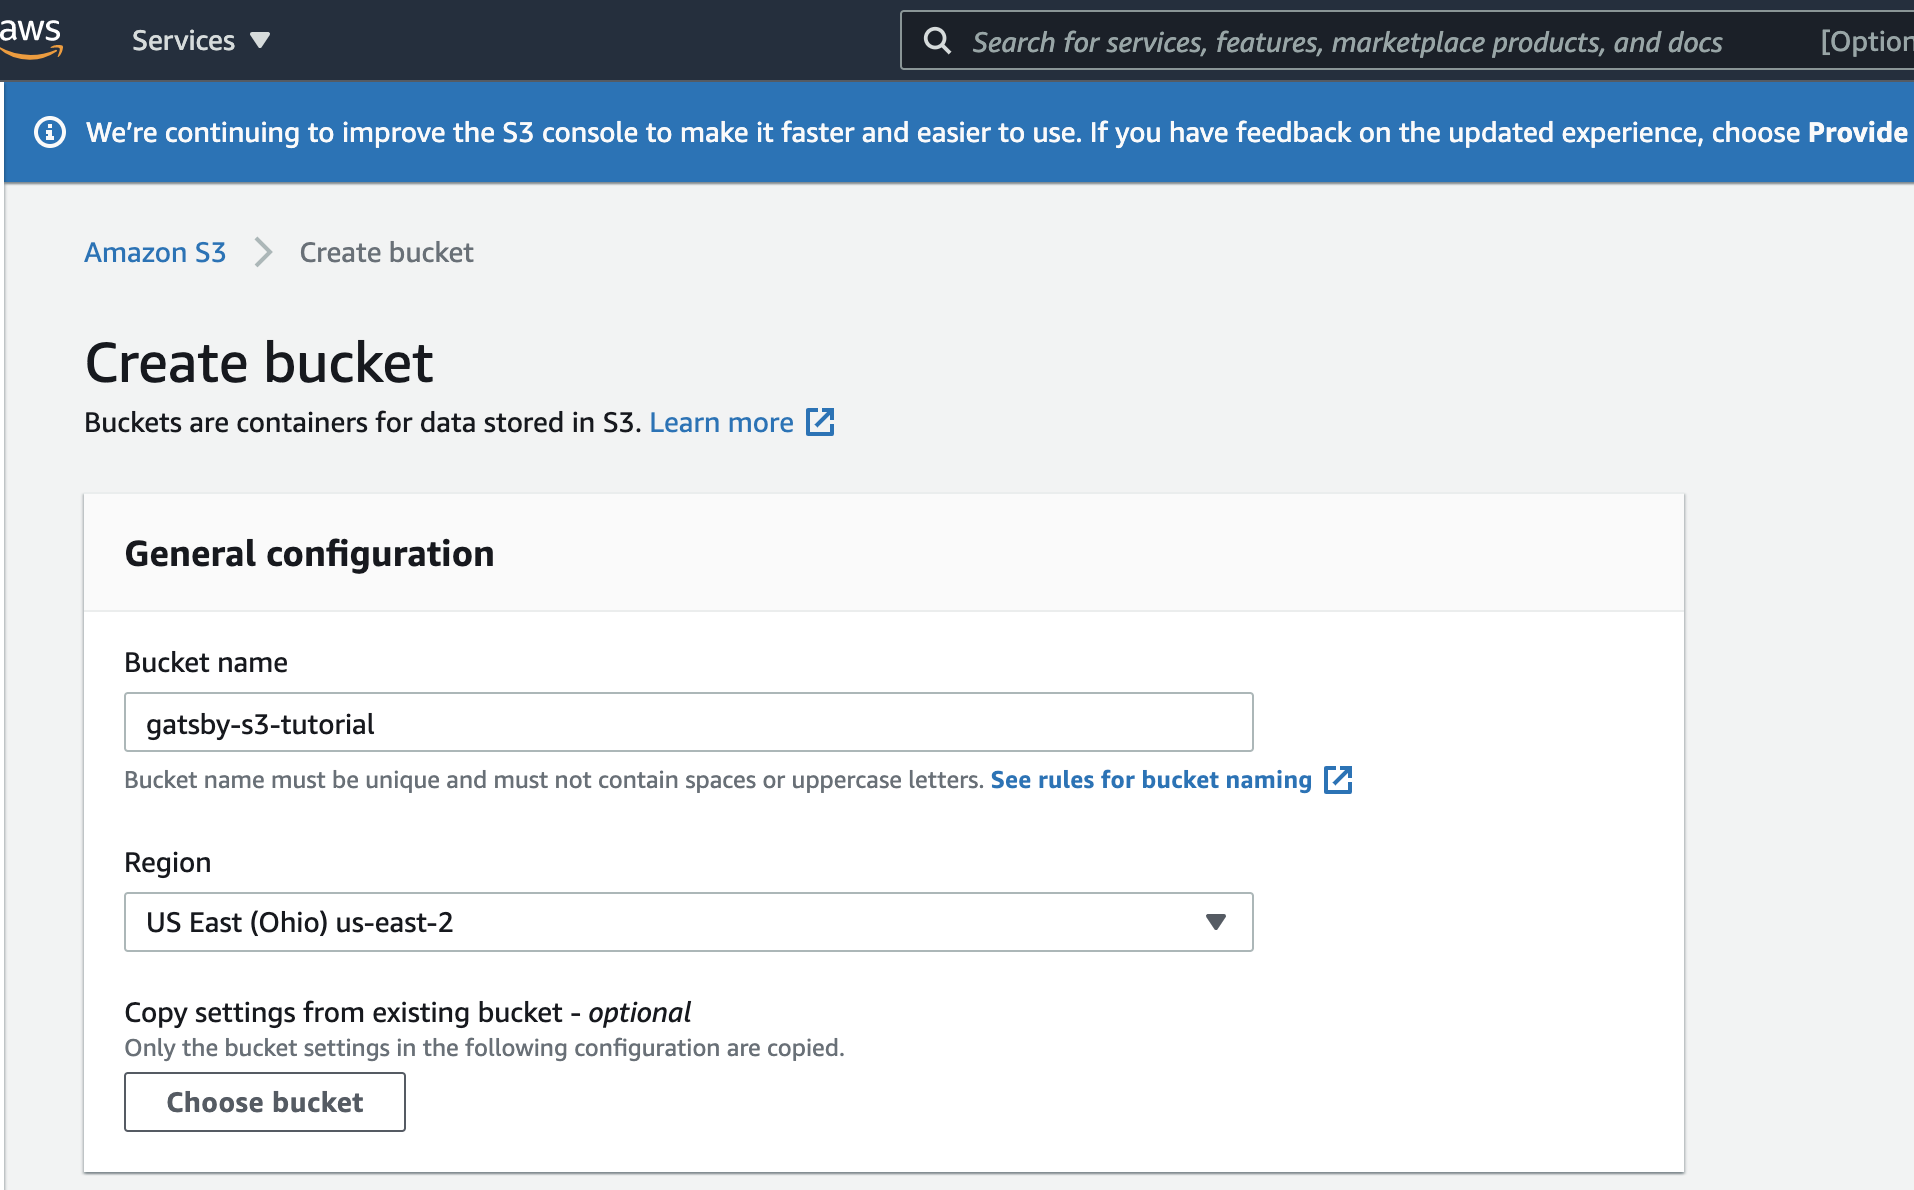 aws
Services
Search for services, features, marketplace products, and docs
[Option
We're continuing to improve the S3 console to make it faster and easier to use. If you have feedback on the updated experience, choose Provide
Amazon S3
Create bucket
Create bucket
Buckets are containers for data stored in S3. Learn more
General configuration
Bucket name
gatsby-s3-tutorial
Bucket name must be unique and must not contain spaces or uppercase letters. See rules for bucket naming
Region
US East (Ohio) us-east-2
Copy settings from existing bucket - optional
Only the bucket settings in the following configuration are copied.
Choose bucket